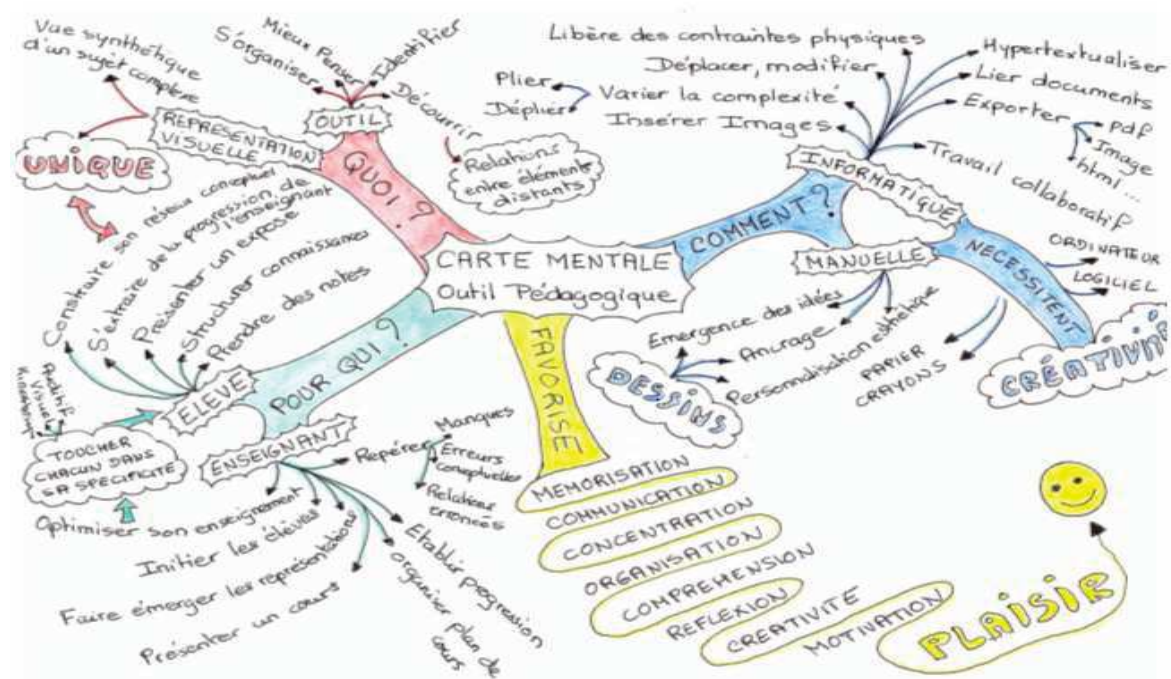 CARTE MENTALE
Outil Pédagogique
QUOI ?
REPRESENTATION
VISUELLE
Vue synthétique
d'un sujet complexe
UNIQUE
OUTIL
S'organiser
Mieux Penser
Identifier
Découvrir
Relations
entre éléments
distants
COMMENT ?
INFORMATIQUE
Libère des contraintes physiques
Déplacer, modifier
Varier la complexité
Plier
Déplier
Insérer Images
Hypertextualiser
Lier documents
Exporter
pdf
Image
html...
Travail collaboratif
MANUELLE
Emergence des idées
Ancrage
Personnalisation esthétique
DESSINS
NECESSITENT
ORDINATEUR
LOGICIEL
PAPIER
CRAYONS
POUR QUI ?
ELEVE
Construire son réseau conceptuel
S'extraire de la progression de
l'enseignant
Présenter un exposé
Structurer connaissances
Prendre des notes
Auditif
Visuel
TOUCHER
CHACUN DANS
SA SPECIFICITÉ
ENSEIGNANT
Repérer
Manques
Erreurs
conceptuelles
Relations
erronées
Optimiser son enseignement
Initier les élèves
Faire émerger les représentations
Présenter un cours
Etablir progression
organiser plan de
cours
FAVORISE
MEMORISATION
COMMUNICATION
CONCENTRATION
ORGANISATION
COMPREHENSION
REFLEXION
CREATIVITE
MOTIVATION
PLAISIR